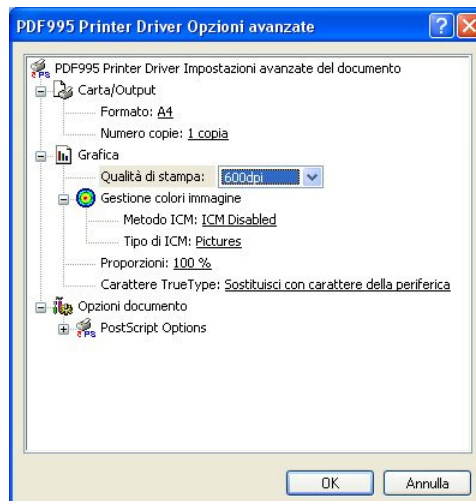 PDF995 Printer Driver Opzioni avanzate
PDF995 Printer Driver Impostazioni avanzate del documento
Carta/Output
Formato: A4
Numero copie: 1 copia
Grafica
Qualità di stampa: 600dpi
Gestione colori immagine
Metodo ICM: ICM Disabled
Tipo di ICM: Pictures
Proporzioni: 100 %
Carattere TrueType: Sostituisci con carattere della periferica
Opzioni documento
PostScript Options
OK Annulla